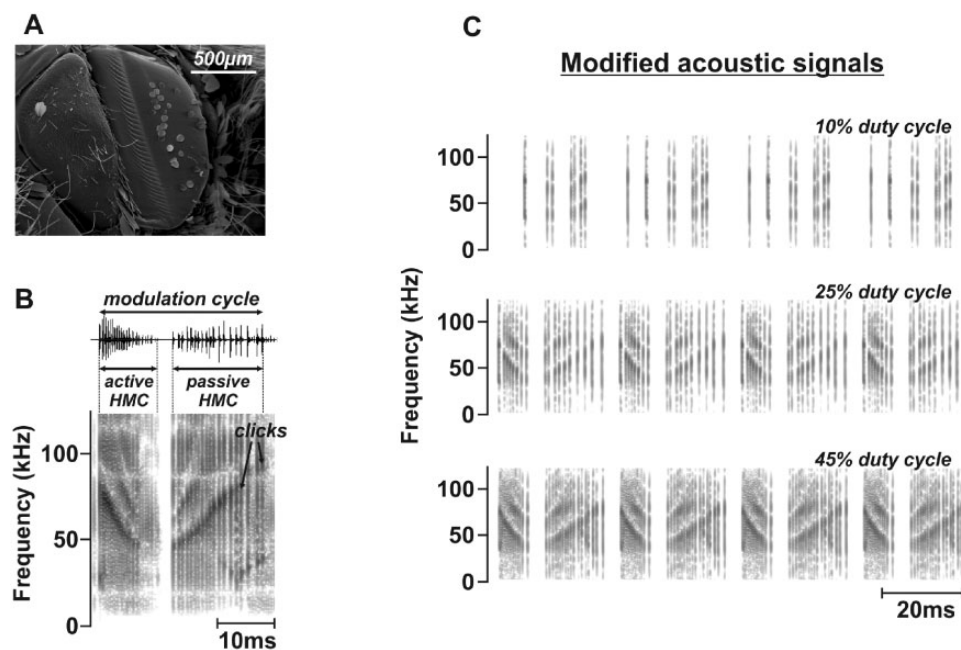 A
500µm
B
modulation cycle
active
HMC
passive
HMC
clicks
Frequency (kHz)
100
50
0
10ms
C
Modified acoustic signals
10% duty cycle
100
50
0
25% duty cycle
100
50
0
45% duty cycle
100
50
0
Frequency (kHz)
20ms